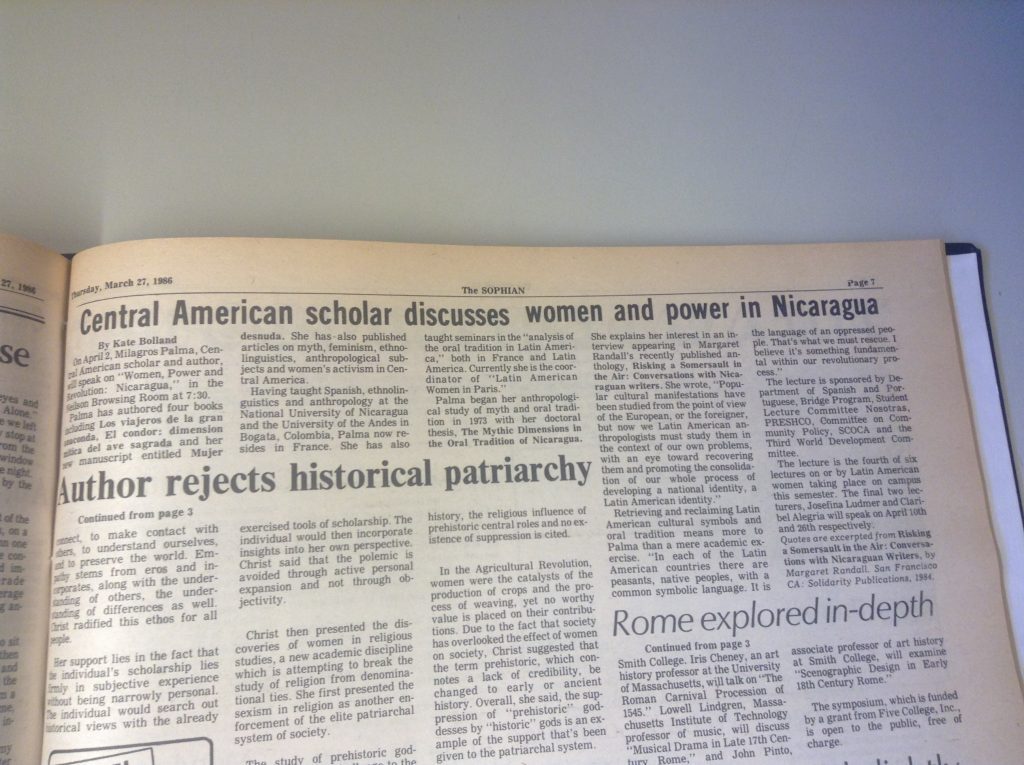 27, 1986
se
eyes and
Alone."
we left
stop at
from the
window
night
by the
t of the
Thursday, March 27, 1986
The SOPHIAN
Page 7
Central American scholar discusses women and power in Nicaragua
By Kate Bolland
On April 2, Milagros Palma, Cen-
tral American scholar and author,
will speak on "Women, Power and
Revolution: Nicaragua," in the
Neilson Browsing Room at 7:30.
Palma has authored four books
including Los viajeros de la gran
anaconda, El condor: dimension
mitica del ave sagrada and her
new manuscript entitled Mujer
desnuda. She has also published
articles on myth, feminism, ethno-
linguistics, anthropological sub-
jects and women's activism in Cen-
tral America.
Having taught Spanish, ethnolin-
guistics and anthropology at the
National University of Nicaragua
and the University of the Andes in
Bogata, Colombia, Palma now re-
sides in France. She has also
taught seminars in the "analysis of
the oral tradition in Latin Ameri-
ca," both in France and Latin
America. Currently she is the coor-
dinator of "Latin American
Women in Paris."
Palma began her anthropologi-
cal study of myth and oral tradi-
tion in 1973 with her doctoral
thesis, The Mythic Dimensions in
the Oral Tradition of Nicaragua.
She explains her interest in an in-
terview appearing in Margaret
Randall's recently published an-
thology, Risking a Somersault in
the Air: Conversations with Nica-
raguan writers. She wrote, "Popu-
lar cultural manifestations have
been studied from the point of view
of the European, or the foreigner,
but now we Latin American an-
thropologists must study them in
the context of our own problems,
with an eye toward recovering
them and promoting the consolida-
tion of our whole process of
developing a national identity, a
Latin American identity."
Retrieving and reclaiming Latin
American cultural symbols and
oral tradition means more to
Palma than a mere academic ex-
ercise. "In each of the Latin
American countries there are
peasants, native peoples, with a
common symbolic language. It is
the language of an oppressed peo-
ple. That's what we must rescue. I
believe it's something fundamen-
tal within our revolutionary pro-
cess."
The lecture is sponsored by De-
partment of Spanish and Por-
tuguese, Bridge Program, Student
Lecture Committee Nosotras,
PRESHCO, Committee on Com-
munity Policy, SCOCA and the
Third World Development Com-
mittee.
The lecture is the fourth of six
lectures on or by Latin American
women taking place on campus
this semester. The final two lec-
turers, Josefina Ludmer and Clari-
bel Alegria will speak on April 10th
and 26th respectively.
Quotes are excerpted from Risking
a Somersault in the Air: Conversa-
tions with Nicaraguan Writers, by
Margaret Randall. San Francisco
CA: Solidarity Publications, 1984.
Author rejects historical patriarchy
Continued from page 3
connect, to make contact with
others, to understand ourselves,
and to preserve the world. Em-
pathy stems from eros and in-
corporates, along with the under-
standing of others, the under-
standing of differences as well.
Christ radified this ethos for all
people.
Her support lies in the fact that
the individual's scholarship lies
firmly in subjective experience
without being narrowly personal.
The individual would search out
historical views with the already
exercised tools of scholarship. The
individual would then incorporate
insights into her own perspective.
Christ said that the polemic is
avoided through active personal
expansion and not through ob-
jectivity.
Christ then presented the dis-
coveries of women in religious
studies, a new academic discipline
which is attempting to break the
study of religion from denomina-
tional ties. She first presented the
sexism in religion as another en-
forcement of the elite patriarchal
system of society.
The study of prehistoric god-
history, the religious influence of
prehistoric central roles and no ex-
istence of suppression is cited.
In the Agricultural Revolution,
women were the catalysts of the
production of crops and the pro-
cess of weaving, yet no worthy
value is placed on their contribu-
tions. Due to the fact that society
has overlooked the effect of women
on society, Christ suggested that
the term prehistoric, which con-
notes a lack of credibility, be
changed to early or ancient
history. Overall, she said, the sup-
pression of "prehistoric" god-
desses by "historic" gods is an ex-
ample of the support that's been
given to the patriarchal system.
Rome explored in-depth
Continued from page 3
Smith College. Iris Cheney, an art
history professor at the University
of Massachusetts, will talk on "The
Roman Carnival Procession of
1545." Lowell Lindgren, Massa-
chusetts Institute of Technology
professor of music, will discuss
"Musical Drama in Late 17th Cen-
tury Rome," and John Pinto,
associate professor of art history
at Smith College, will examine
"Scenographic Design in Early
18th Century Rome."
The symposium, which is funded
by a grant from Five College, Inc.,
is open to the public, free of
charge.